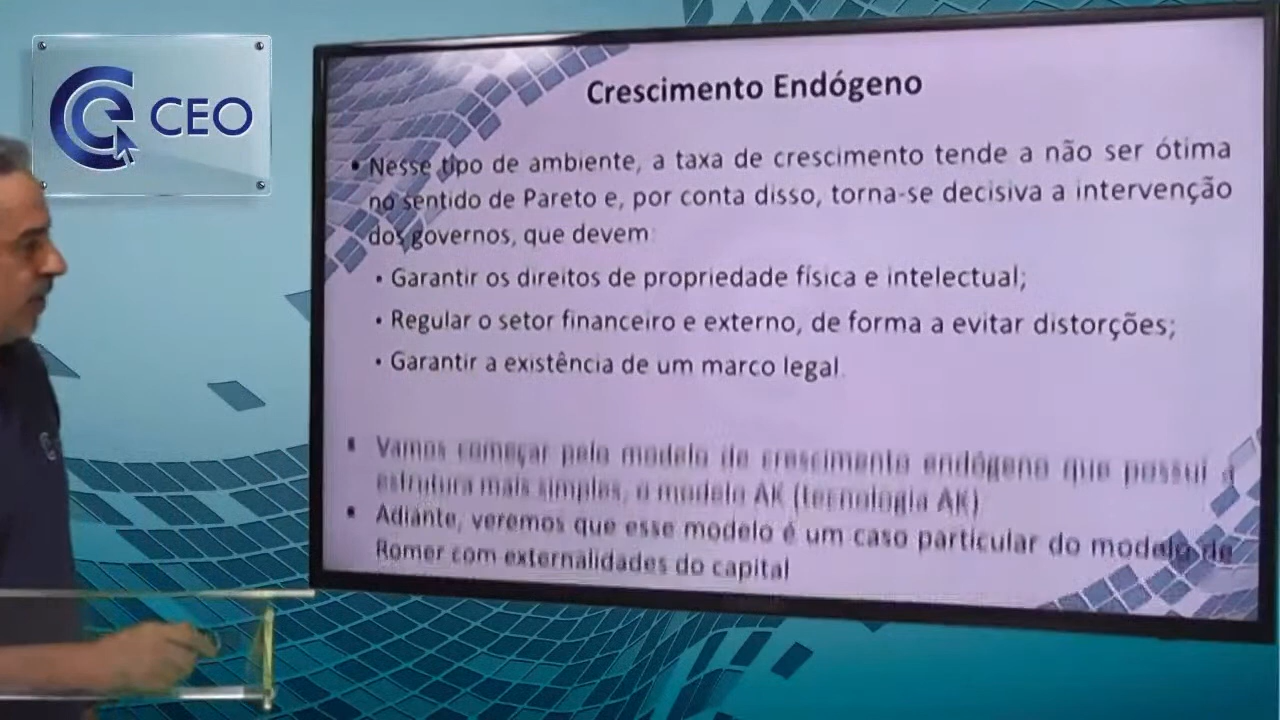 CEO
Crescimento Endógeno
• Nesse tipo de ambiente, a taxa de crescimento tende a não ser ótima
no sentido de Pareto e, por conta disso, torna-se decisiva a intervenção
dos governos, que devem:
• Garantir os direitos de propriedade física e intelectual;
• Regular o setor financeiro e externo, de forma a evitar distorções;
• Garantir a existência de um marco legal.
▪ Vamos começar pelo modelo de crescimento endógeno que possui a
estrutura mais simples, o modelo AK (tecnologia AK)
▪ Adiante, veremos que esse modelo é um caso particular do modelo de
Romer com externalidades do capital